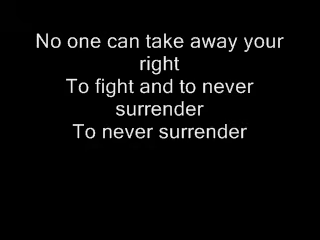 No one can take away your
right
To fight and to never
surrender
To never surrender